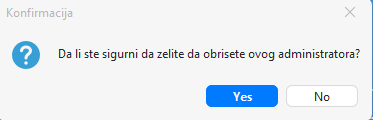 Konfirmacija
Da li ste sigurni da zelite da obrisete ovog administratora?
Yes
No